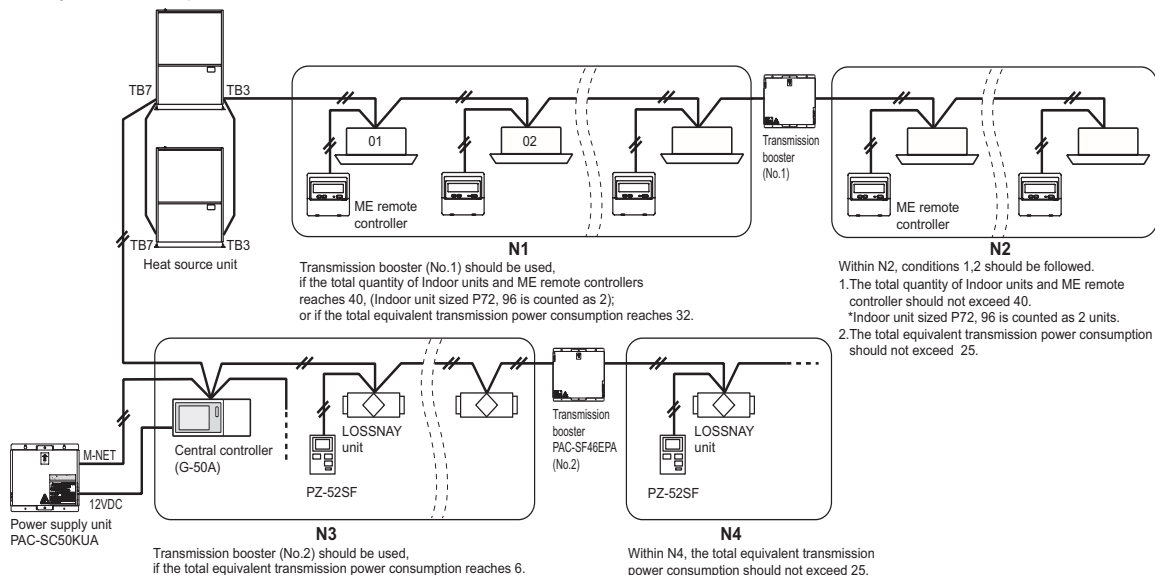 TB7
TB3
TB7
TB3
Heat source unit
01
02
ME remote
controller
Transmission
booster
(No.1)
ME remote
controller
N1
Transmission booster (No.1) should be used,
if the total quantity of Indoor units and ME remote controllers
reaches 40, (Indoor unit sized P72, 96 is counted as 2);
or if the total equivalent transmission power consumption reaches 32.
N2
Within N2, conditions 1,2 should be followed.
1.The total quantity of Indoor units and ME remote
controller should not exceed 40.
*Indoor unit sized P72, 96 is counted as 2 units.
2.The total equivalent transmission power consumption
should not exceed 25.
M-NET
12VDC
Power supply unit
PAC-SC50KUA
Central controller
(G-50A)
LOSSNAY
unit
PZ-52SF
Transmission
booster
PAC-SF46EPA
(No.2)
LOSSNAY
unit
PZ-52SF
N3
Transmission booster (No.2) should be used,
if the total equivalent transmission power consumption reaches 6.
N4
Within N4, the total equivalent transmission
power consumption should not exceed 25.